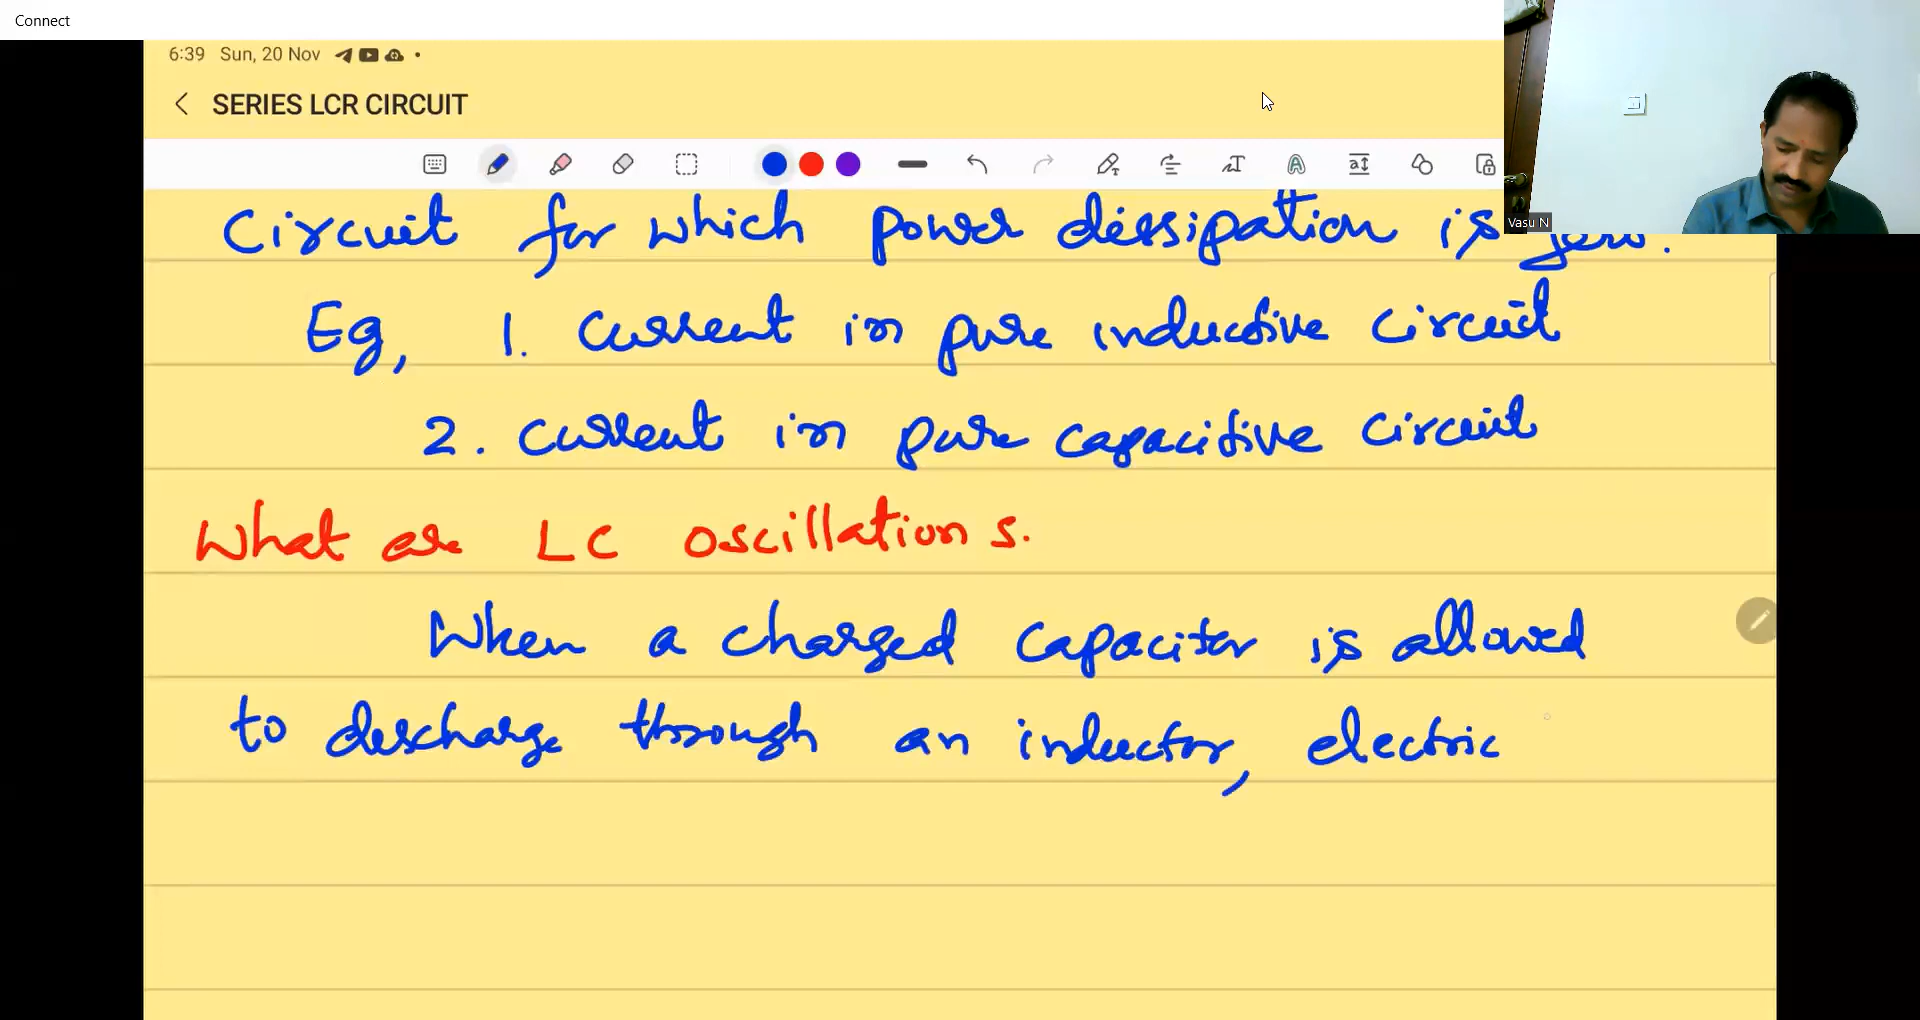 Connect
6:39 Sun, 20 Nov
SERIES LCR CIRCUIT
Vasu N
Circuit for which power dissipation is zero.
Eg, 1. Current in pure inductive circuit
2. Current in pure capacitive circuit
What are LC oscillations.
When a charged capacitor is allowed
to discharge through an inductor, electric